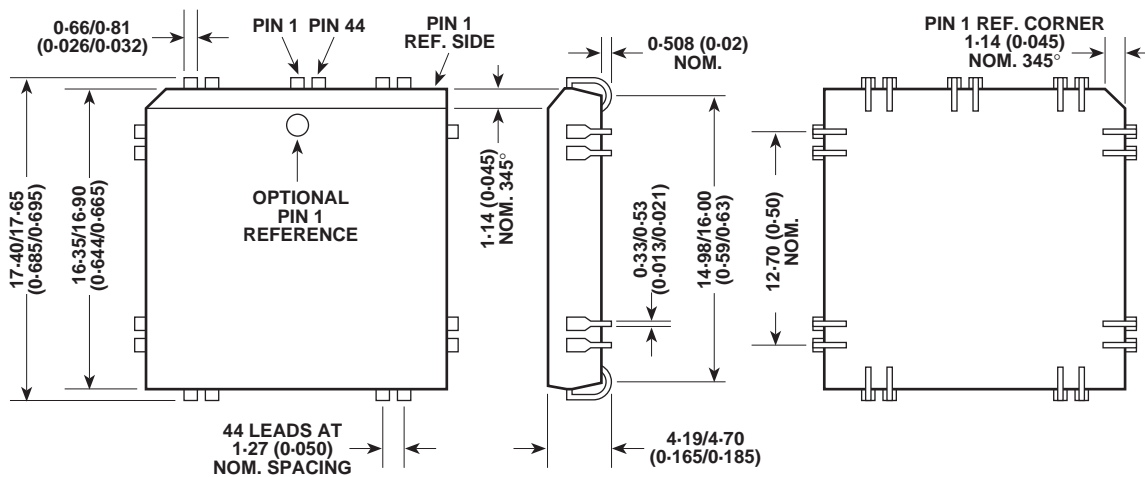 0·66/0·81
(0·026/0·032)
PIN 1
PIN 44
PIN 1
REF. SIDE
0·508 (0·02)
NOM.
PIN 1 REF. CORNER
1·14 (0·045)
NOM. 345°
17·40/17·65
(0·685/0·695)
16·35/16·90
(0·644/0·665)
OPTIONAL
PIN 1
REFERENCE
1·14 (0·045)
NOM. 345°
0·33/0·53
(0·013/0·021)
14·98/16·00
(0·59/0·63)
12·70 (0·50)
NOM.
44 LEADS AT
1·27 (0·050)
NOM. SPACING
4·19/4·70
(0·165/0·185)